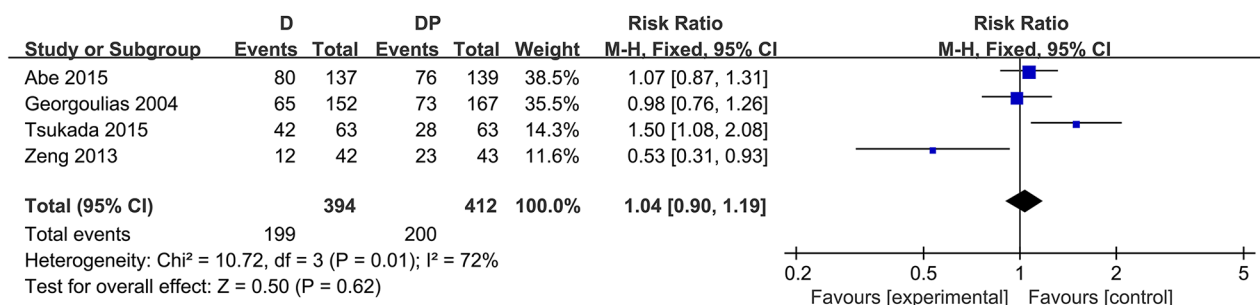 D DP Risk Ratio Risk Ratio
Study or Subgroup Events Total Events Total Weight M-H, Fixed, 95% CI M-H, Fixed, 95% CI
Abe 2015 80 137 76 139 38.5% 1.07 [0.87, 1.31]
Georgoulias 2004 65 152 73 167 35.5% 0.98 [0.76, 1.26]
Tsukada 2015 42 63 28 63 14.3% 1.50 [1.08, 2.08]
Zeng 2013 12 42 23 43 11.6% 0.53 [0.31, 0.93]
Total (95% CI) 394 412 100.0% 1.04 [0.90, 1.19]
Total events 199 200
Heterogeneity: Chi² = 10.72, df = 3 (P = 0.01); I² = 72%
Test for overall effect: Z = 0.50 (P = 0.62)
0.2 0.5 1 2 5
Favours [experimental] Favours [control]